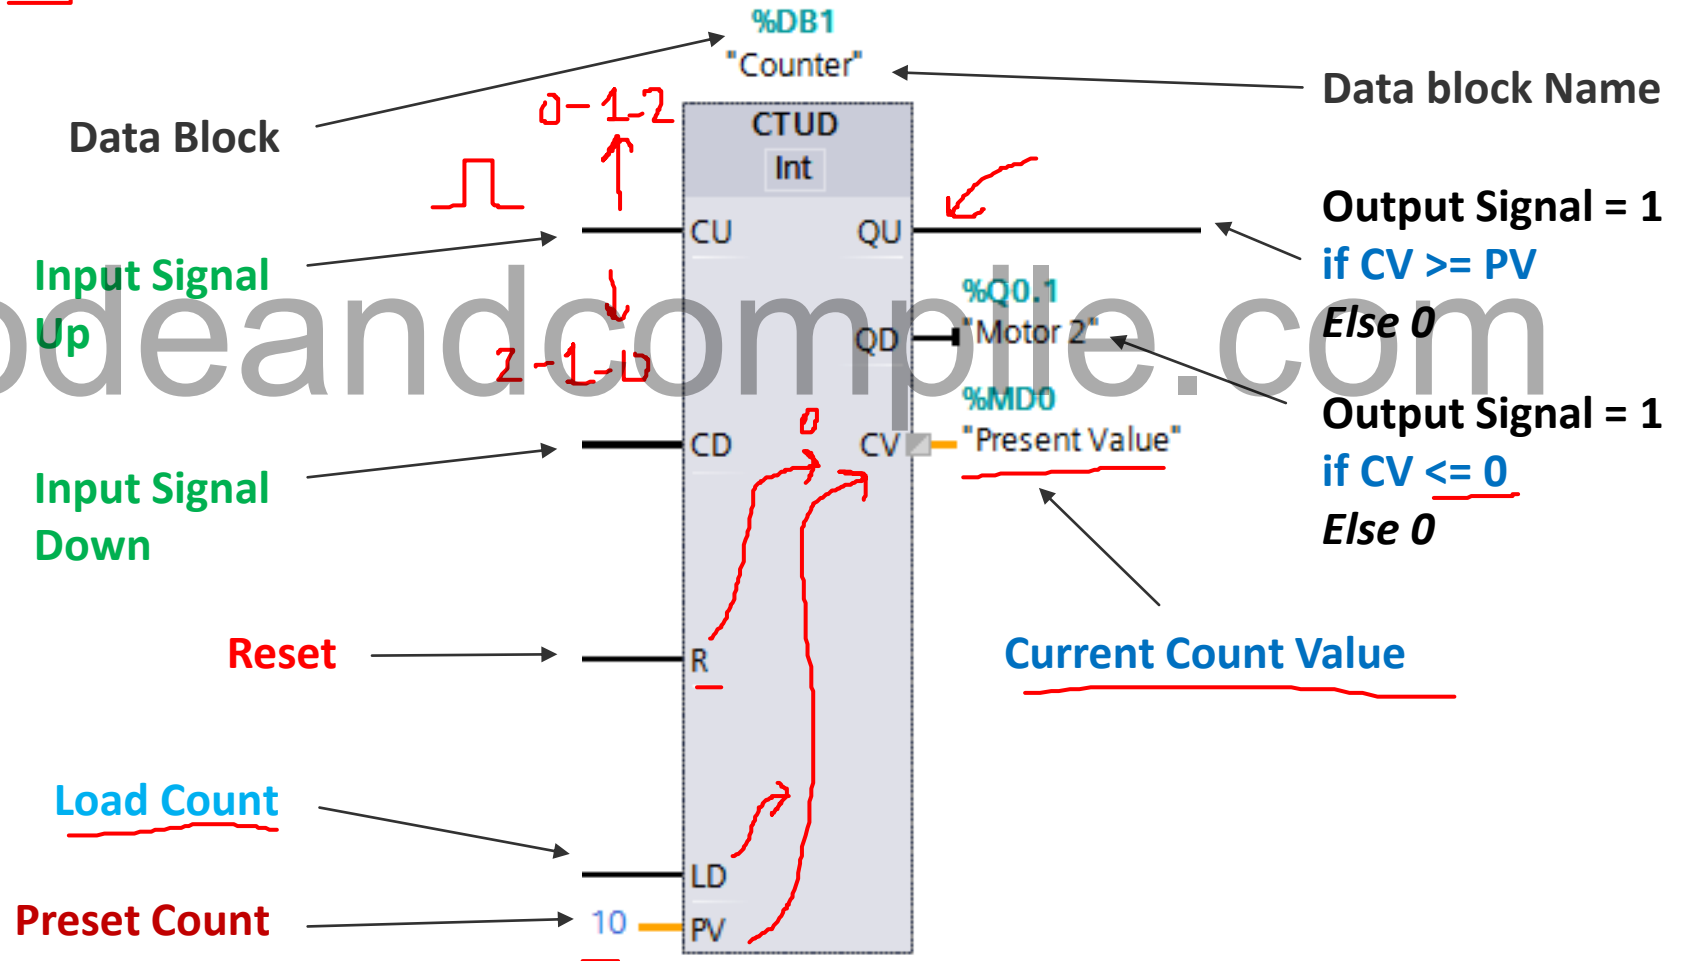 %DB1
"Counter"
Data block Name
Data Block
0-1-2
CTUD
Int
CU
QU
Input Signal
Up
Output Signal = 1
if CV >= PV
Else 0
%Q0.1
"Motor 2"
QD
2-1-0
odeandcompile.com
%MD0
"Present Value"
0
CD
CV
Output Signal = 1
if CV <= 0
Else 0
Input Signal
Down
Reset
R
Current Count Value
Load Count
LD
Preset Count
10
PV